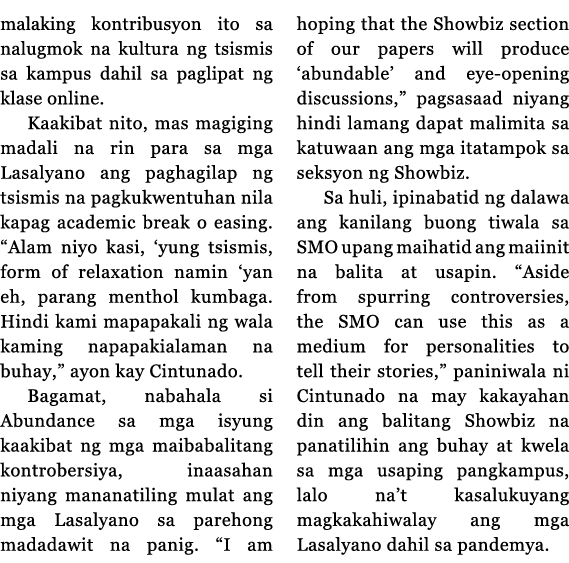 malaking kontribusyon ito sa
nalugmok na kultura ng tsismis
sa kampus dahil sa paglipat ng
klase online.
Kaakibat nito, mas magiging
madali na rin para sa mga
Lasalyano ang paghagilap ng
tsismis na pagkukwentuhan nila
kapag academic break o easing.
“Alam niyo kasi, ‘yung tsismis,
form of relaxation namin ‘yan
eh, parang menthol kumbaga.
Hindi kami mapapakali ng wala
kaming napapakialaman na
buhay,” ayon kay Cintunado.
Bagamat, nabahala si
Abundance sa mga isyung
kaakibat ng mga maibabalitang
kontrobersiya, inaasahan
niyang mananatiling mulat ang
mga Lasalyano sa parehong
madadawit na panig. “I am
hoping that the Showbiz section
of our papers will produce
‘abundable’ and eye-opening
discussions,” pagsasaad niyang
hindi lamang dapat malimita sa
katuwaan ang mga itatampok sa
seksyon ng Showbiz.
Sa huli, ipinabatid ng dalawa
ang kanilang buong tiwala sa
SMO upang maihatid ang maiinit
na balita at usapin. “Aside
from spurring controversies,
the SMO can use this as a
medium for personalities to
tell their stories,” paniniwala ni
Cintunado na may kakayahan
din ang balitang Showbiz na
panatilihin ang buhay at kwela
sa mga usaping pangkampus,
lalo na’t kasalukuyang
magkakahiwalay ang mga
Lasalyano dahil sa pandemya.